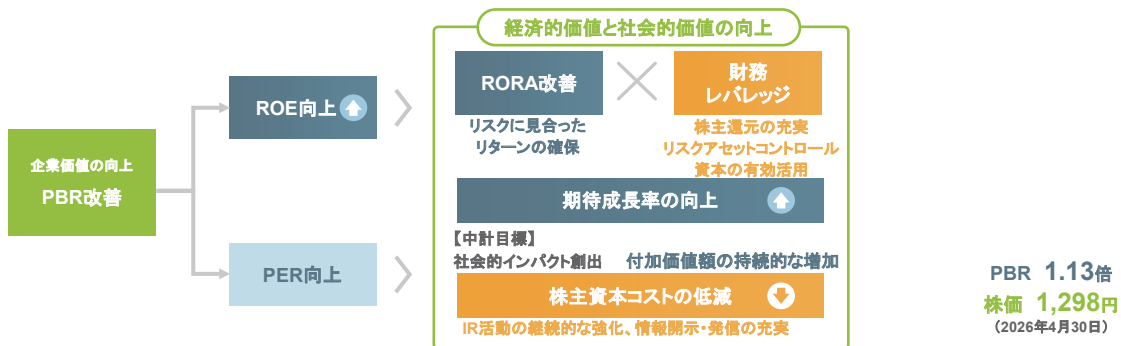 経済的価値と社会的価値の向上
企業価値の向上
PBR改善
ROE向上
RORA改善
財務
レバレッジ
リスクに見合った
リターンの確保
株主還元の充実
リスクアセットコントロール
資本の有効活用
PER向上
期待成長率の向上
【中計目標】
社会的インパクト創出 付加価値額の持続的な増加
株主資本コストの低減
IR活動の継続的な強化、情報開示・発信の充実
PBR 1.13倍
株価 1,298円
（2026年4月30日）